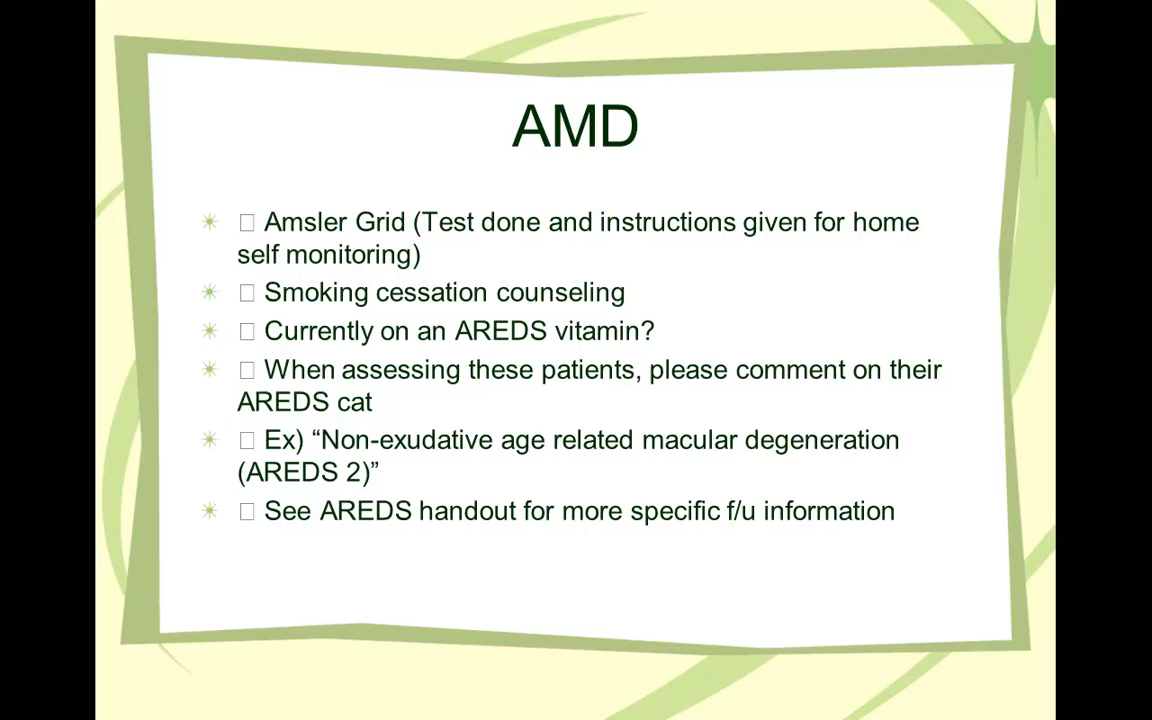 AMD
□ Amsler Grid (Test done and instructions given for home
self monitoring)
□ Smoking cessation counseling
□ Currently on an AREDS vitamin?
□ When assessing these patients, please comment on their
AREDS cat
□ Ex) “Non-exudative age related macular degeneration
(AREDS 2)”
□ See AREDS handout for more specific f/u information